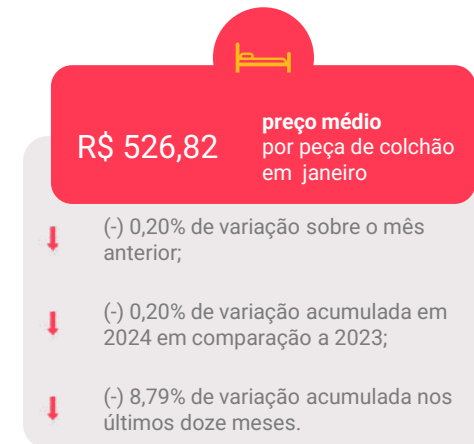 R$ 526,82
preço médio
por peça de colchão
em janeiro
(-) 0,20% de variação sobre o mês
anterior;
(-) 0,20% de variação acumulada em
2024 em comparação a 2023;
(-) 8,79% de variação acumulada nos
últimos doze meses.